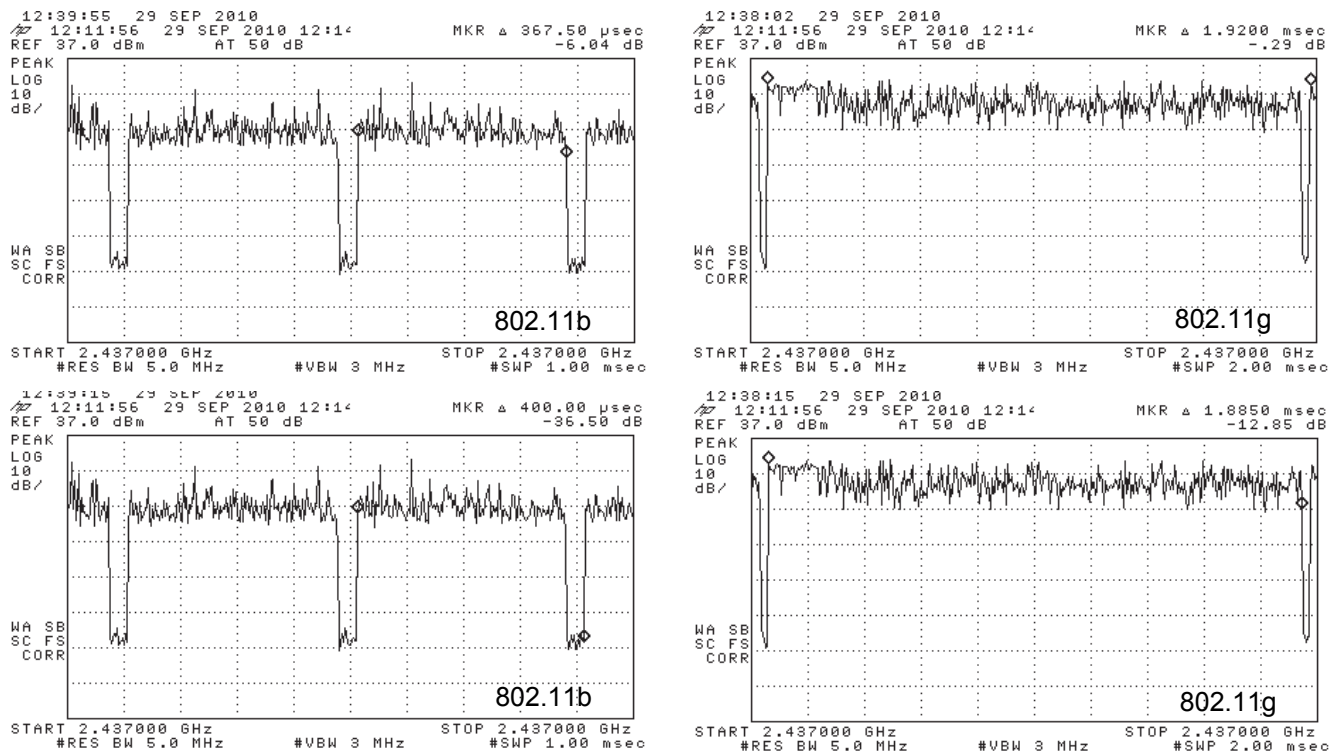 12:39:55 29 SEP 2010
hp 12:11:56 29 SEP 2010 12:14 MKR Δ 367.50 µsec
REF 37.0 dBm AT 50 dB -6.04 dB
PEAK
LOG
10
dB/
WA SB
SC FS
CORR
802.11b
START 2.437000 GHz STOP 2.437000 GHz
#RES BW 5.0 MHz #VBW 3 MHz #SWP 1.00 msec
12:38:02 29 SEP 2010
hp 12:11:56 29 SEP 2010 12:14 MKR Δ 1.9200 msec
REF 37.0 dBm AT 50 dB -.29 dB
PEAK
LOG
10
dB/
WA SB
SC FS
CORR
802.11g
START 2.437000 GHz STOP 2.437000 GHz
#RES BW 5.0 MHz #VBW 3 MHz #SWP 2.00 msec
12:39:15 29 SEP 2010
hp 12:11:56 29 SEP 2010 12:14 MKR Δ 400.00 µsec
REF 37.0 dBm AT 50 dB -36.50 dB
PEAK
LOG
10
dB/
WA SB
SC FS
CORR
802.11b
START 2.437000 GHz STOP 2.437000 GHz
#RES BW 5.0 MHz #VBW 3 MHz #SWP 1.00 msec
12:38:15 29 SEP 2010
hp 12:11:56 29 SEP 2010 12:14 MKR Δ 1.8850 msec
REF 37.0 dBm AT 50 dB -12.85 dB
PEAK
LOG
10
dB/
WA SB
SC FS
CORR
802.11g
START 2.437000 GHz STOP 2.437000 GHz
#RES BW 5.0 MHz #VBW 3 MHz #SWP 2.00 msec